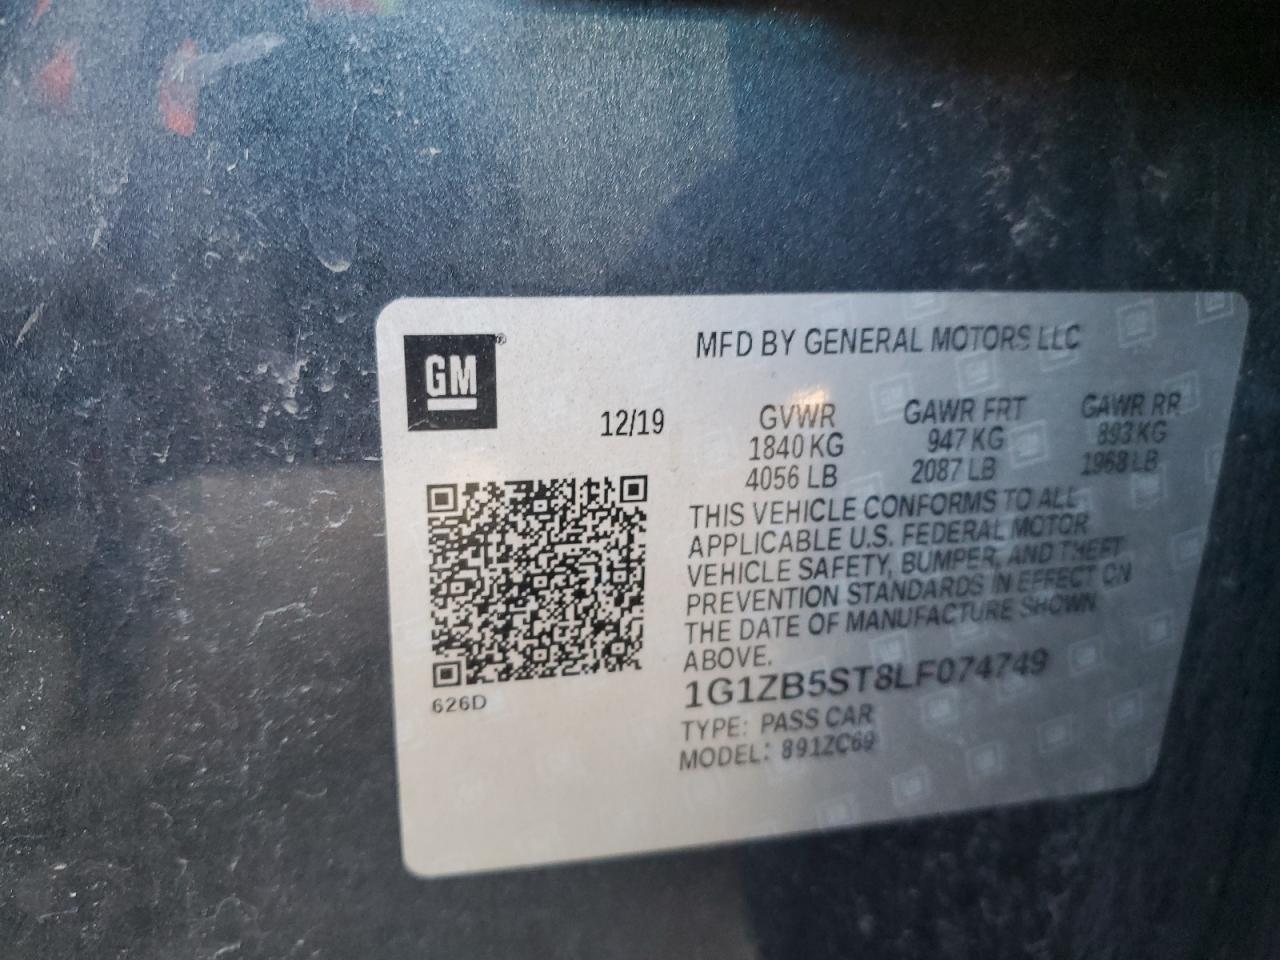 GM®
MFD BY GENERAL MOTORS LLC
12/19
GVWR GAWR FRT GAWR RR
1840 KG 947 KG 893 KG
4056 LB 2087 LB 1968 LB
THIS VEHICLE CONFORMS TO ALL
APPLICABLE U.S. FEDERAL MOTOR
VEHICLE SAFETY, BUMPER, AND THEFT
PREVENTION STANDARDS IN EFFECT ON
THE DATE OF MANUFACTURE SHOWN
ABOVE.
1G1ZB5ST8LF074749
TYPE: PASS CAR
MODEL: 891ZC69
626D